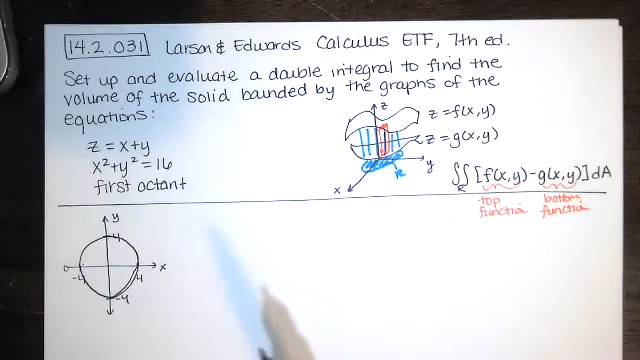 14.2.031 Larson & Edwards Calculus ETF, 7th ed.
Set up and evaluate a double integral to find the
volume of the solid bounded by the graphs of the
equations:
z = x+y
x²+y² = 16
first octant
z
z = f(x,y)
z = g(x,y)
y
x
R
∬R [f(x,y) - g(x,y)] dA
top function
bottom function
y
4
x
-4
4
-4